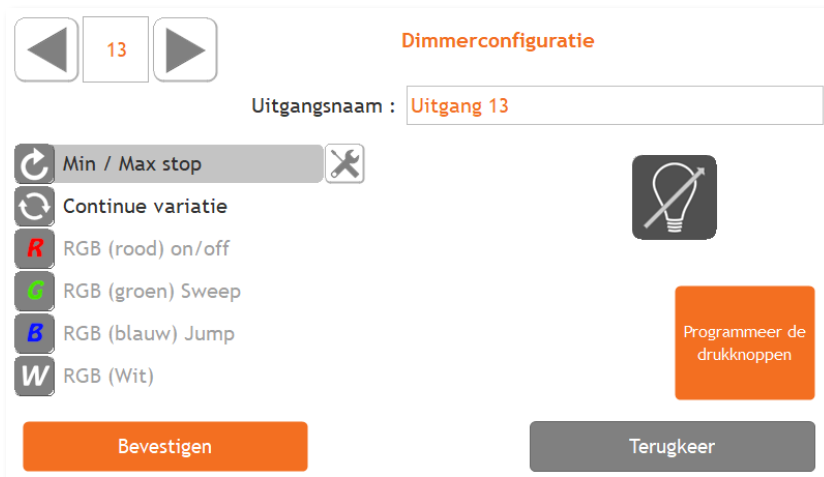 13
Dimmerconfiguratie
Uitgangsnaam : Uitgang 13
Min / Max stop
Continue variatie
R RGB (rood) on/off
G RGB (groen) Sweep
B RGB (blauw) Jump
W RGB (Wit)
Programmeer de
drukknoppen
Bevestigen
Terugkeer